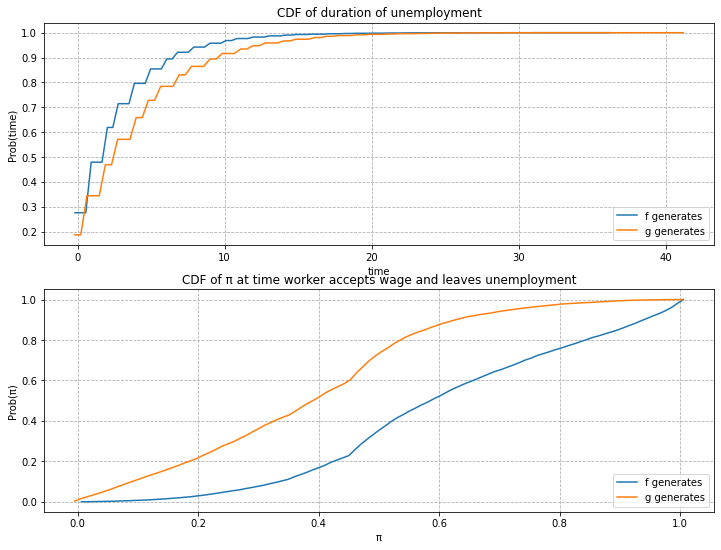 CDF of duration of unemployment
1.0
0.9
0.8
0.7
0.6
0.5
0.4
0.3
0.2
Prob(time)
f generates
g generates
0 10 20 30 40
time
CDF of π at time worker accepts wage and leaves unemployment
1.0
0.8
0.6
0.4
0.2
0.0
Prob(π)
f generates
g generates
0.0 0.2 0.4 0.6 0.8 1.0
π